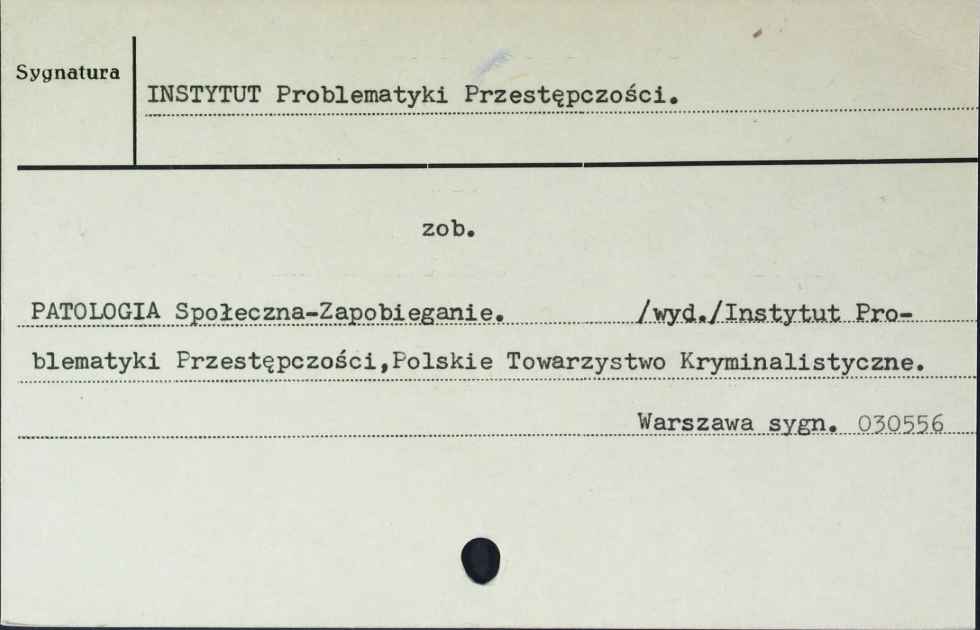 Sygnatura
INSTYTUT Problematyki Przestępczości.
zob.
PATOLOGIA Społeczna-Zapobieganie. /wyd./Instytut Pro-
blematyki Przestępczości,Polskie Towarzystwo Kryminalistyczne.
Warszawa sygn. 030556